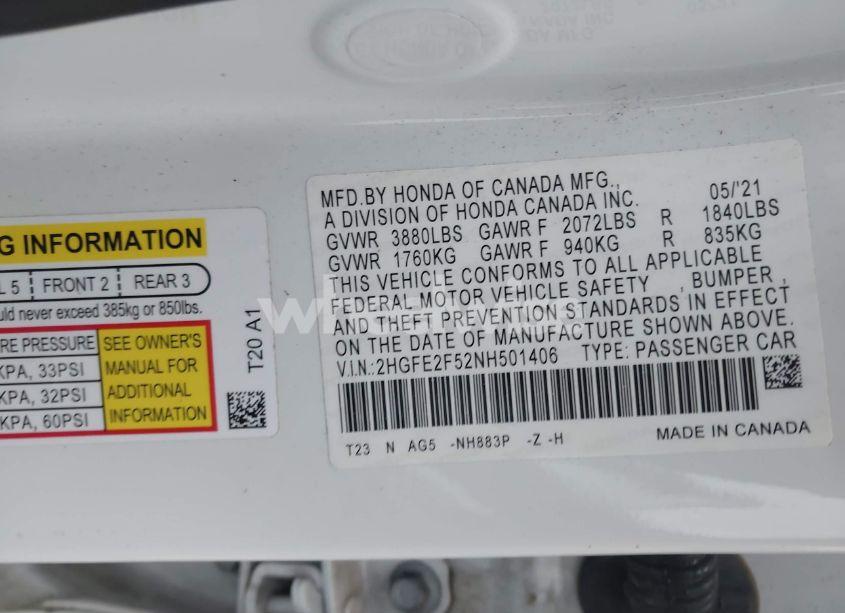 G INFORMATION
L 5 FRONT 2 REAR 3
uld never exceed 385kg or 850lbs.
RE PRESSURE SEE OWNER'S
KPA, 33PSI MANUAL FOR
KPA, 32PSI ADDITIONAL
KPA, 60PSI INFORMATION
T20 A1
MFD.BY HONDA OF CANADA MFG., 05/'21
A DIVISION OF HONDA CANADA INC.
GVWR 3880LBS GAWR F 2072LBS R 1840LBS
GVWR 1760KG GAWR F 940KG R 835KG
THIS VEHICLE CONFORMS TO ALL APPLICABLE
FEDERAL MOTOR VEHICLE SAFETY , BUMPER ,
AND THEFT PREVENTION STANDARDS IN EFFECT
ON THE DATE OF MANUFACTURE SHOWN ABOVE.
V.I.N.:2HGFE2F52NH501406 TYPE: PASSENGER CAR
T23 N AG5 -NH883P -Z -H MADE IN CANADA